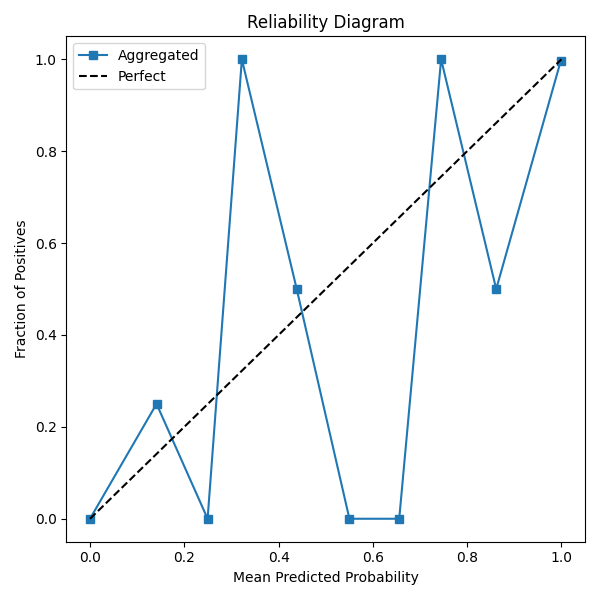 Reliability Diagram
Aggregated
Perfect
1.0
0.8
0.6
0.4
0.2
0.0
Fraction of Positives
0.0 0.2 0.4 0.6 0.8 1.0
Mean Predicted Probability